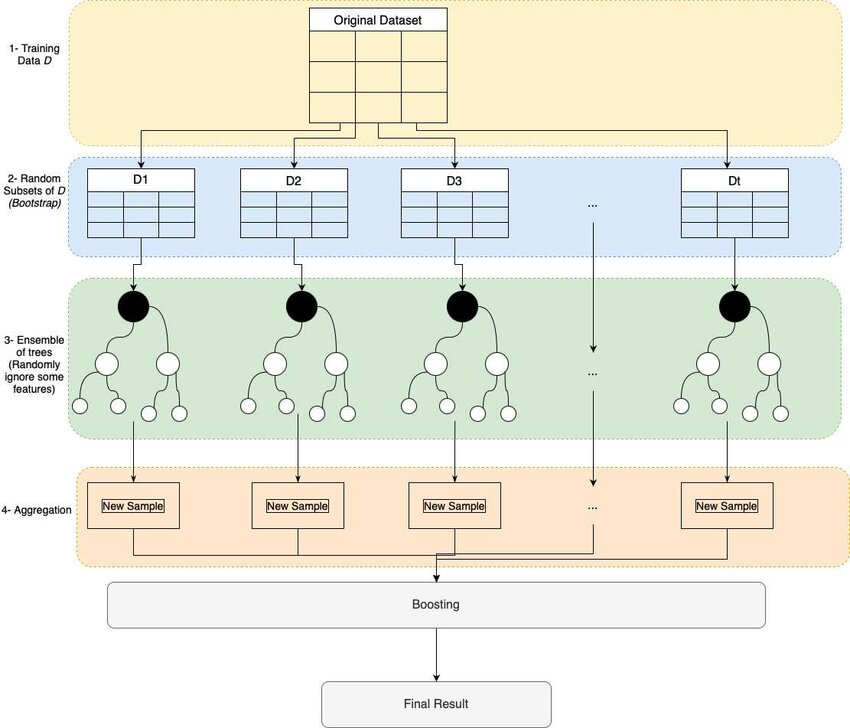 Original Dataset
1- Training
Data D
2- Random
Subsets of D
(Bootstrap)
D1
D2
D3
...
Dt
3- Ensemble
of trees
(Randomly
ignore some
features)
...
4- Aggregation
New Sample
New Sample
New Sample
...
New Sample
Boosting
Final Result